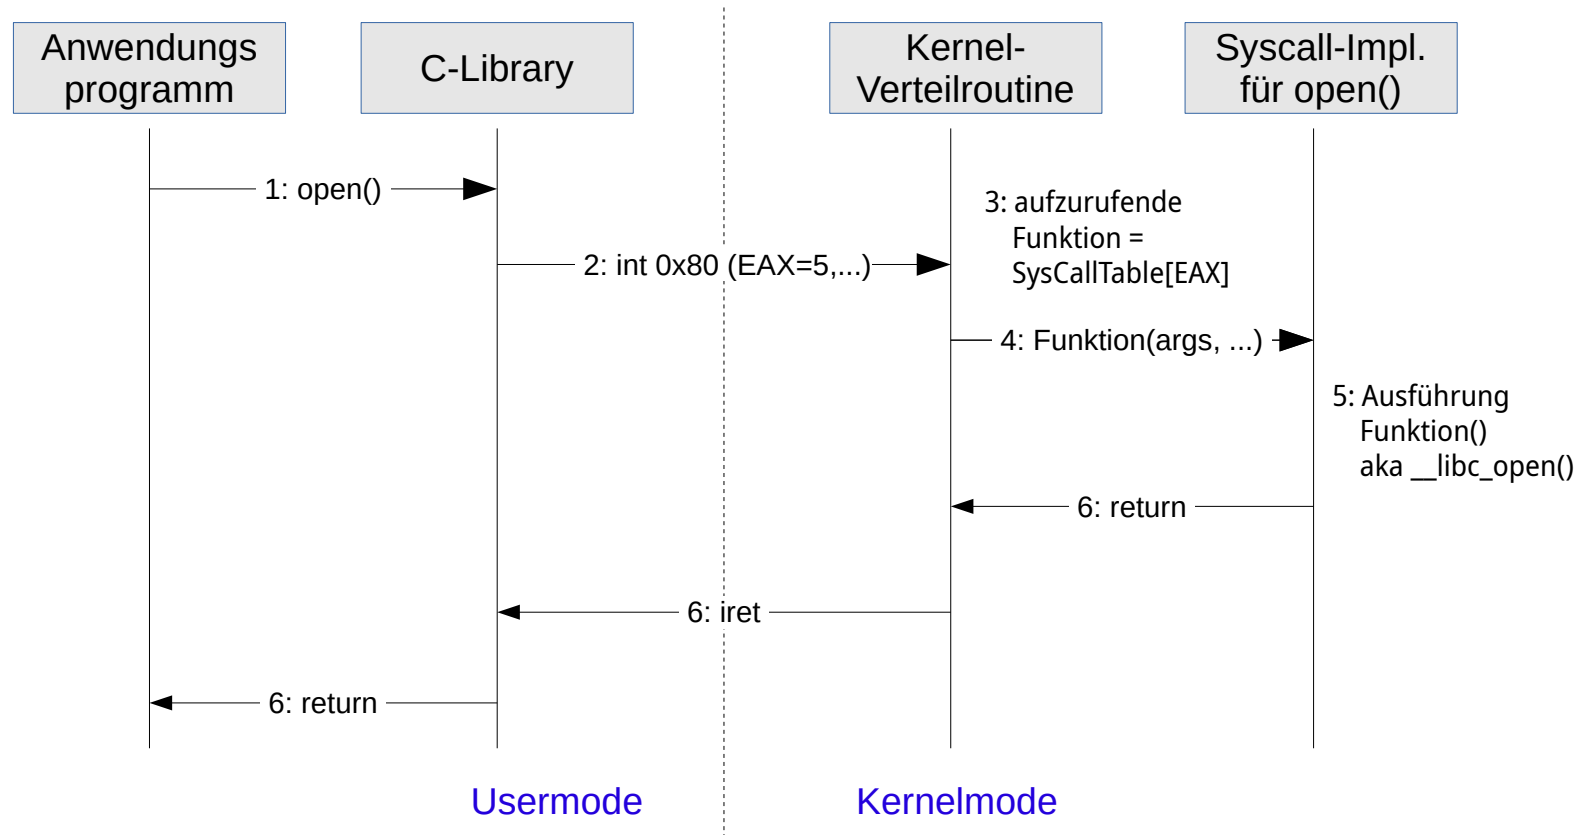 Anwendungs
programm
C-Library
Kernel-
Verteilroutine
Syscall-Impl.
für open()
1: open()
2: int 0x80 (EAX=5,...)
3: aufzurufende
Funktion =
SysCallTable[EAX]
4: Funktion(args, ...)
5: Ausführung
Funktion()
aka __libc_open()
6: return
6: iret
6: return
Usermode
Kernelmode